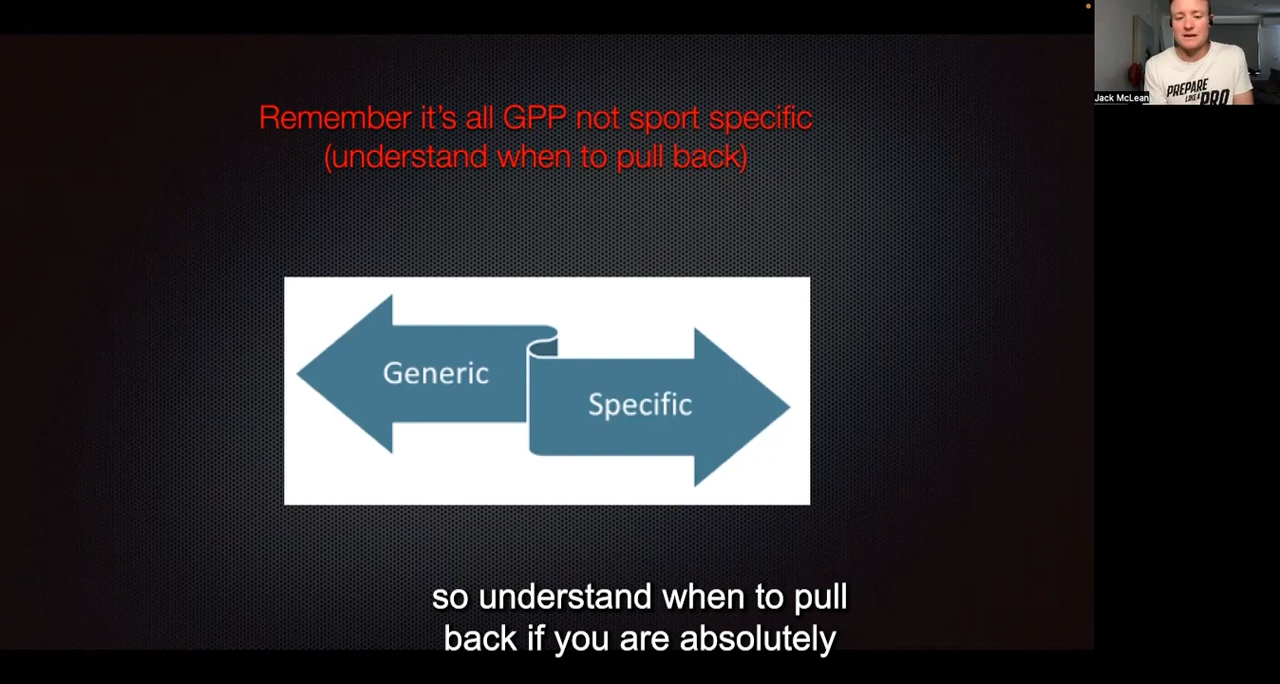 Remember it's all GPP not sport specific
(understand when to pull back)
Jack McLean
PREPARE
LIKE A PRO
Generic
Specific
so understand when to pull
back if you are absolutely